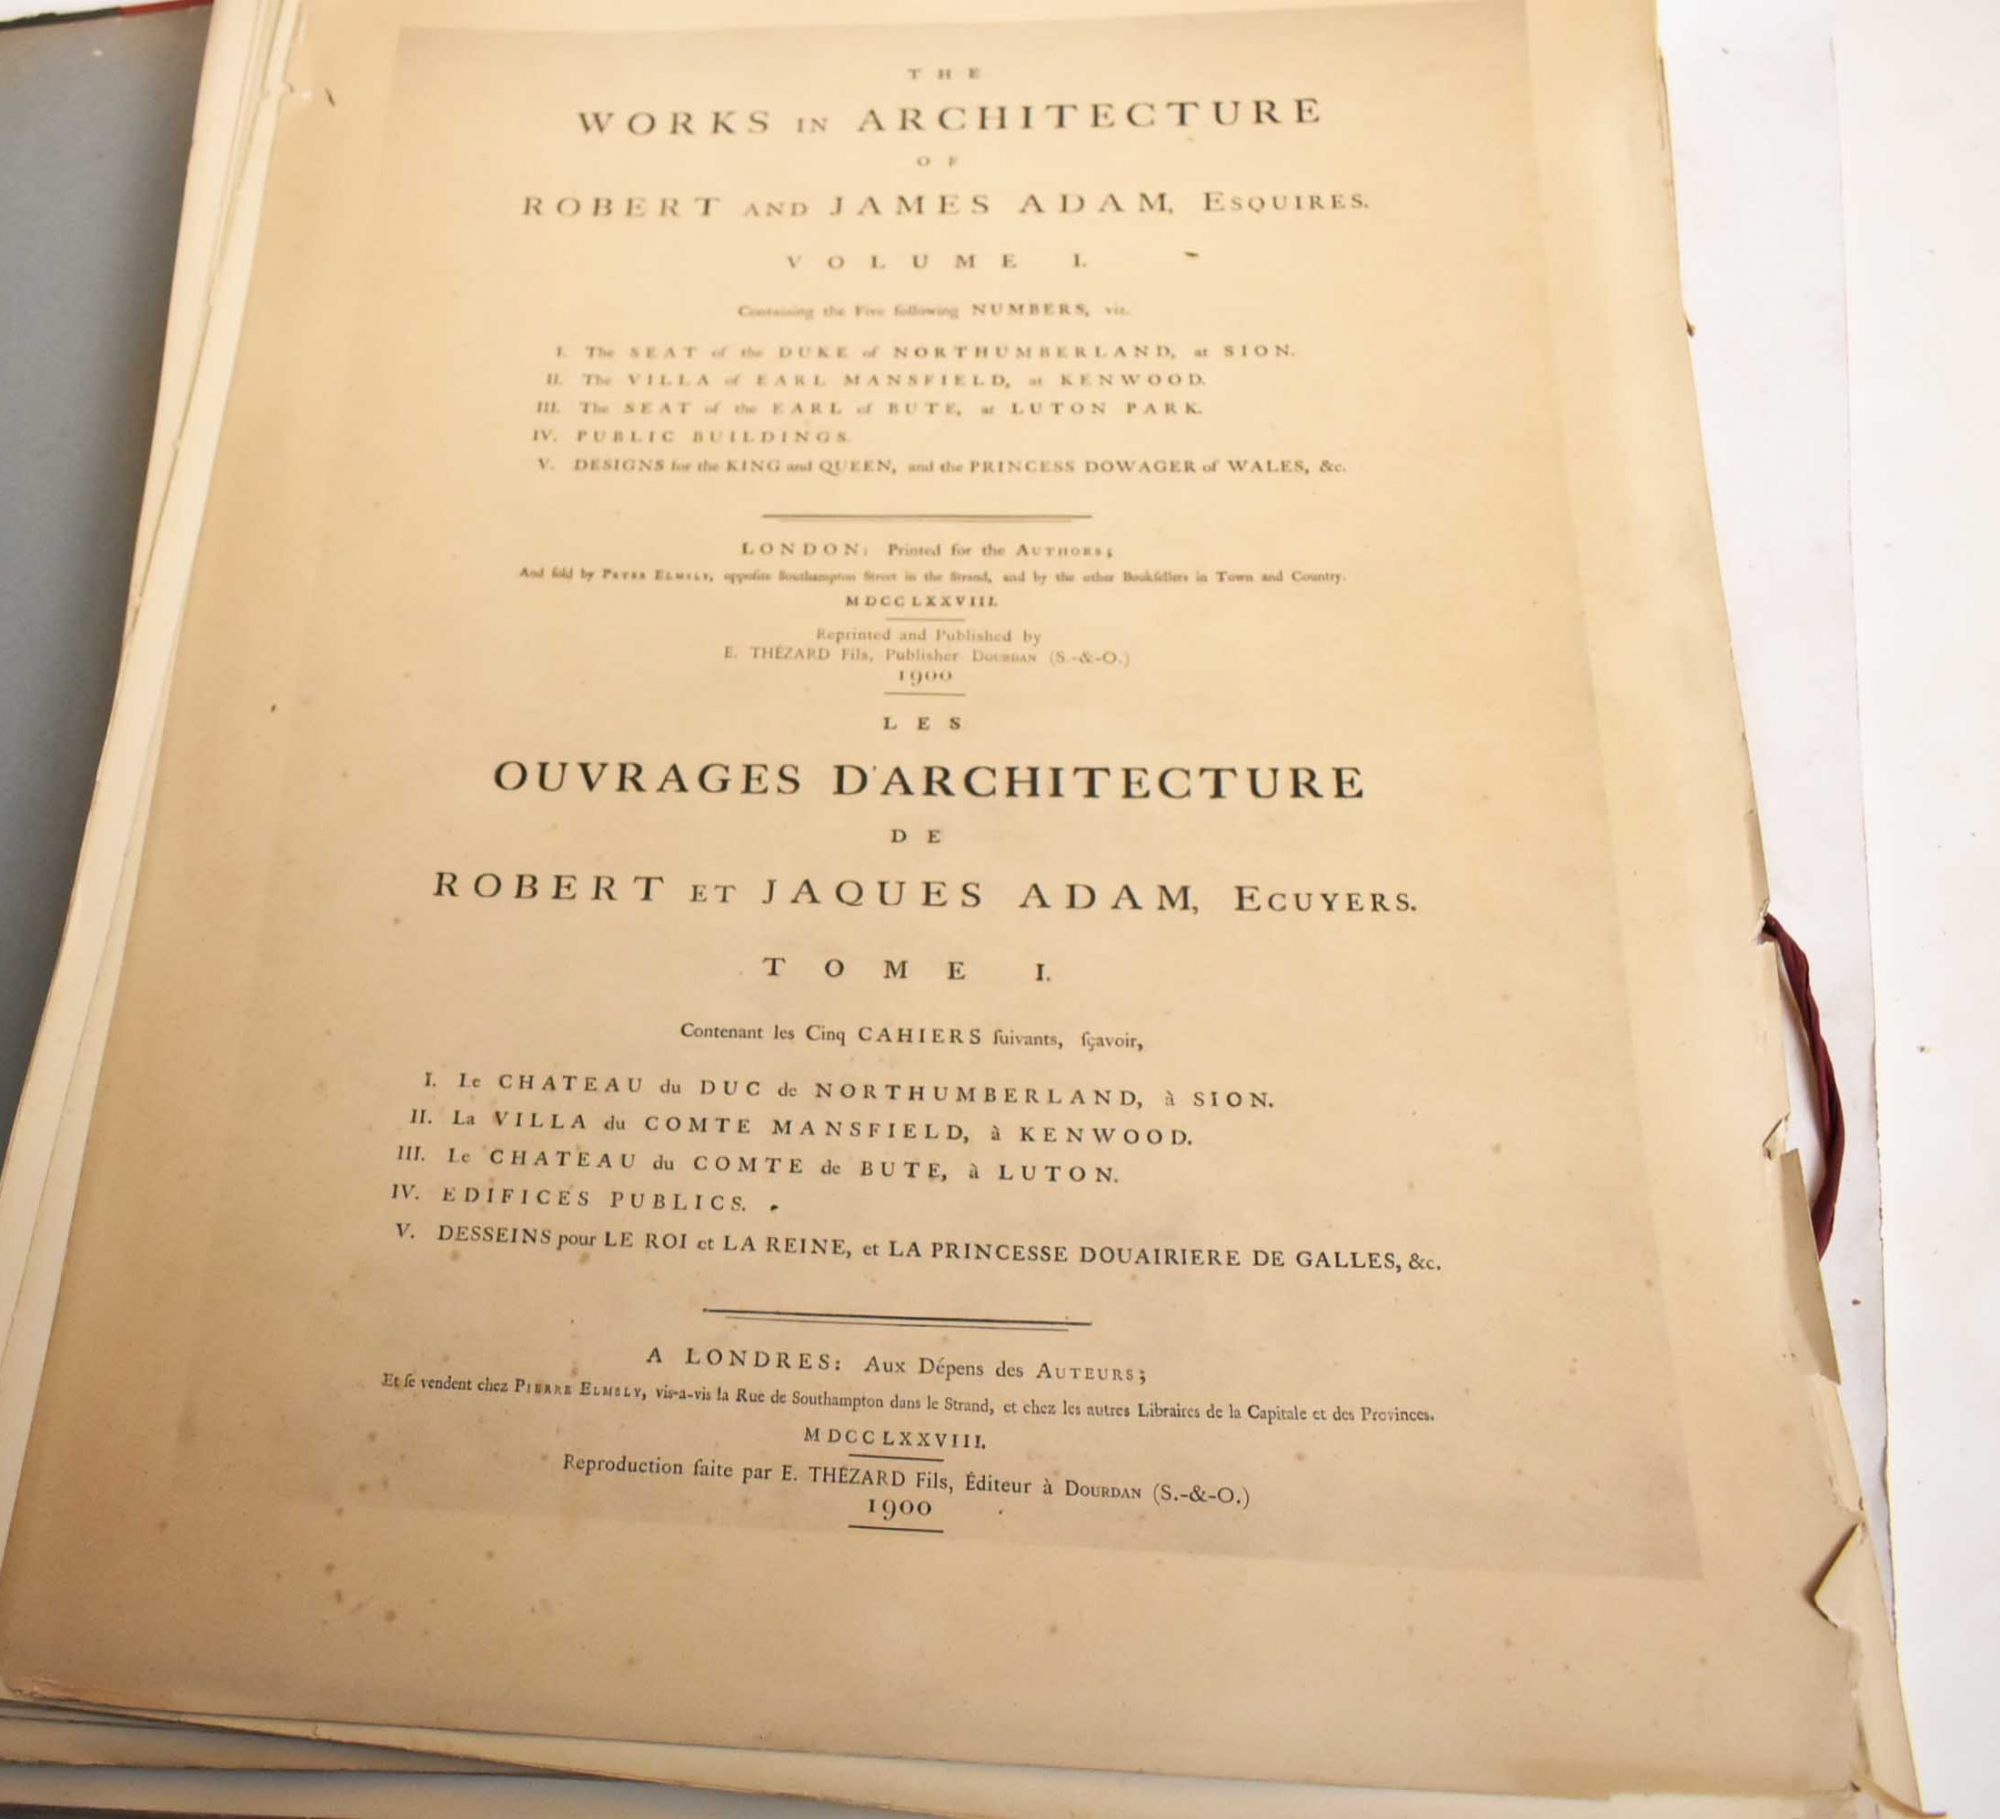 THE
WORKS IN ARCHITECTURE
OF
ROBERT AND JAMES ADAM, ESQUIRES.
VOLUME I.
Containing the Five following NUMBERS, viz.
I. The SEAT of the DUKE of NORTHUMBERLAND, at SION.
II. The VILLA of EARL MANSFIELD, at KENWOOD.
III. The SEAT of the EARL of BUTE, at LUTON PARK.
IV. PUBLIC BUILDINGS.
V. DESIGNS for the KING and QUEEN, and the PRINCESS DOWAGER of WALES, &c.
LONDON: Printed for the AUTHORS;
And ſold by PETER ELMSLY, oppoſite Southampton Street in the Strand, and by the other Bookſellers in Town and Country.
MDCCLXXVIII.
Reprinted and Published by
E. THÉZARD Fils, Publisher DOURDAN (S.-&-O.)
1900
LES
OUVRAGES D'ARCHITECTURE
DE
ROBERT ET JAQUES ADAM, ECUYERS.
TOME I.
Contenant les Cinq CAHIERS ſuivants, ſçavoir,
I. Le CHATEAU du DUC de NORTHUMBERLAND, à SION.
II. La VILLA du COMTE MANSFIELD, à KENWOOD.
III. Le CHATEAU du COMTE de BUTE, à LUTON.
IV. EDIFICES PUBLICS.
V. DESSEINS pour LE ROI et LA REINE, et LA PRINCESSE DOUAIRIERE DE GALLES, &c.
A LONDRES: Aux Dépens des AUTEURS;
Et ſe vendent chez PIERRE ELMSLY, vis-a-vis la Rue de Southampton dans le Strand, et chez les autres Libraires de la Capitale et des Provinces.
MDCCLXXVIII.
Reproduction faite par E. THÉZARD Fils, Éditeur à DOURDAN (S.-&-O.)
1900